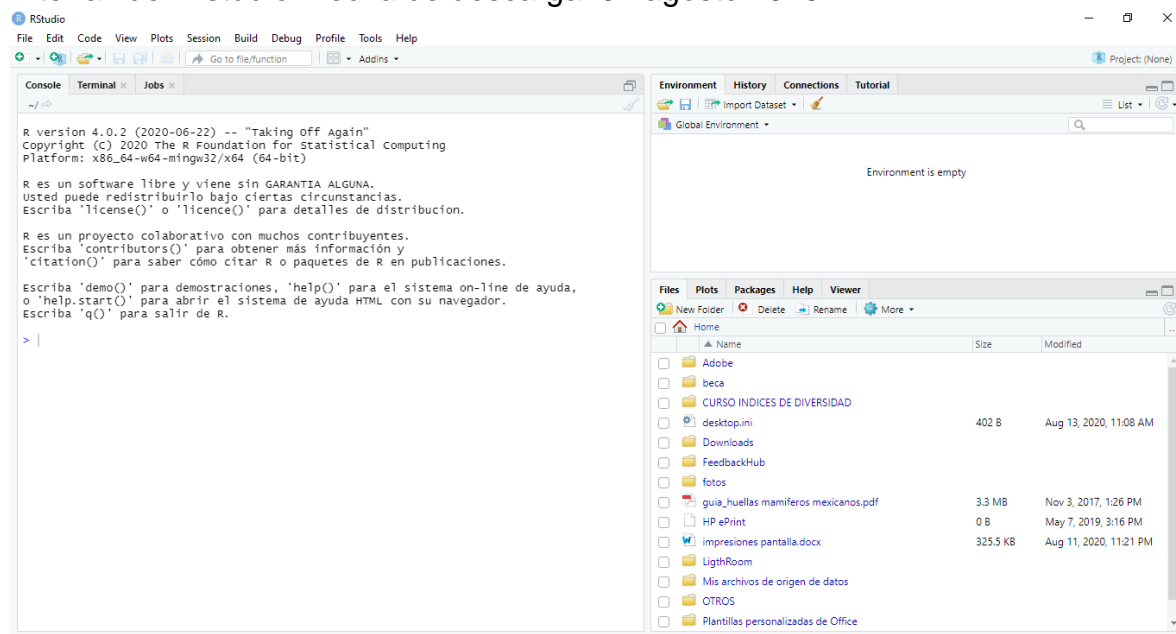 RStudio
File Edit Code View Plots Session Build Debug Profile Tools Help
Go to file/function Addins Project: (None)
Console Terminal Jobs
~/
R version 4.0.2 (2020-06-22) -- "Taking Off Again"
Copyright (C) 2020 The R Foundation for Statistical Computing
Platform: x86_64-w64-mingw32/x64 (64-bit)
R es un software libre y viene sin GARANTIA ALGUNA.
Usted puede redistribuirlo bajo ciertas circunstancias.
Escriba 'license()' o 'licence()' para detalles de distribucion.
R es un proyecto colaborativo con muchos contribuyentes.
Escriba 'contributors()' para obtener más información y
'citation()' para saber cómo citar R o paquetes de R en publicaciones.
Escriba 'demo()' para demostraciones, 'help()' para el sistema on-line de ayuda,
o 'help.start()' para abrir el sistema de ayuda HTML con su navegador.
Escriba 'q()' para salir de R.
>
Environment History Connections Tutorial
Import Dataset List
Global Environment
Environment is empty
Files Plots Packages Help Viewer
New Folder Delete Rename More
Home ..
Name Size Modified
Adobe
beca
CURSO INDICES DE DIVERSIDAD
desktop.ini 402 B Aug 13, 2020, 11:08 AM
Downloads
FeedbackHub
fotos
guia_huellas mamiferos mexicanos.pdf 3.3 MB Nov 3, 2017, 1:26 PM
HP ePrint 0 B May 7, 2019, 3:16 PM
impresiones pantalla.docx 325.5 KB Aug 11, 2020, 11:21 PM
LigthRoom
Mis archivos de origen de datos
OTROS
Plantillas personalizadas de Office